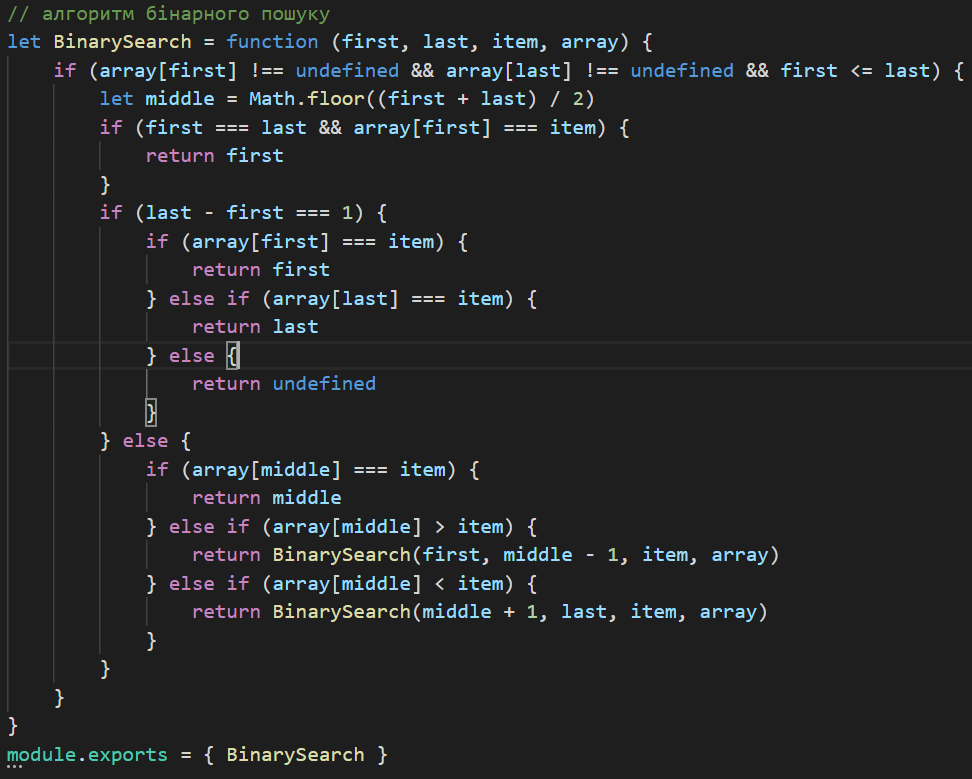 // алгоритм бінарного пошуку
let BinarySearch = function (first, last, item, array) {
    if (array[first] !== undefined && array[last] !== undefined && first <= last) {
        let middle = Math.floor((first + last) / 2)
        if (first === last && array[first] === item) {
            return first
        }
        if (last - first === 1) {
            if (array[first] === item) {
                return first
            } else if (array[last] === item) {
                return last
            } else {
                return undefined
            }
        } else {
            if (array[middle] === item) {
                return middle
            } else if (array[middle] > item) {
                return BinarySearch(first, middle - 1, item, array)
            } else if (array[middle] < item) {
                return BinarySearch(middle + 1, last, item, array)
            }
        }
    }
}
module.exports = { BinarySearch }